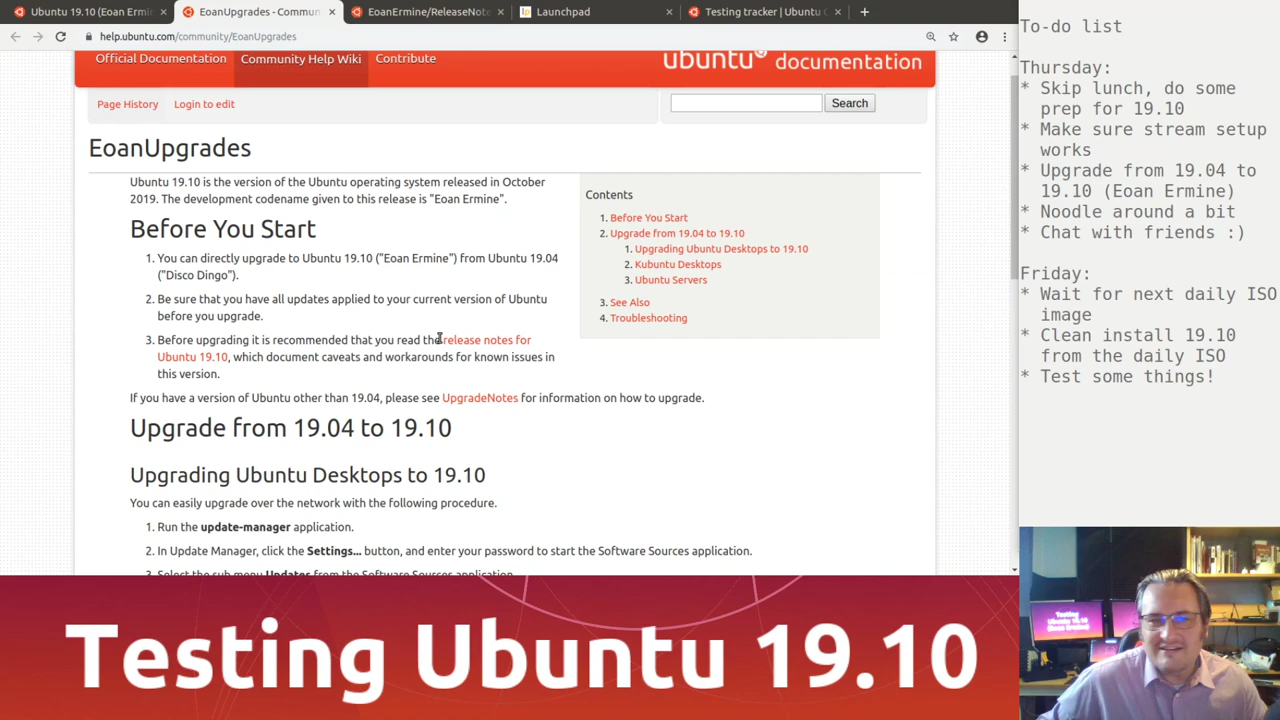 Ubuntu 19.10 (Eoan Ermi
EoanUpgrades - Commun
EoanErmine/ReleaseNote
Launchpad
Testing tracker | Ubuntu
help.ubuntu.com/community/EoanUpgrades
Official Documentation
Community Help Wiki
Contribute
ubuntu documentation
Page History
Login to edit
Search
EoanUpgrades
Ubuntu 19.10 is the version of the Ubuntu operating system released in October
2019. The development codename given to this release is "Eoan Ermine".
Before You Start
1. You can directly upgrade to Ubuntu 19.10 ("Eoan Ermine") from Ubuntu 19.04
("Disco Dingo").
2. Be sure that you have all updates applied to your current version of Ubuntu
before you upgrade.
3. Before upgrading it is recommended that you read the release notes for
Ubuntu 19.10, which document caveats and workarounds for known issues in
this version.
Contents
1. Before You Start
2. Upgrade from 19.04 to 19.10
1. Upgrading Ubuntu Desktops to 19.10
2. Kubuntu Desktops
3. Ubuntu Servers
3. See Also
4. Troubleshooting
If you have a version of Ubuntu other than 19.04, please see UpgradeNotes for information on how to upgrade.
Upgrade from 19.04 to 19.10
Upgrading Ubuntu Desktops to 19.10
You can easily upgrade over the network with the following procedure.
1. Run the update-manager application.
2. In Update Manager, click the Settings... button, and enter your password to start the Software Sources application.
3. Select the sub menu Updates from the Software Sources application.
To-do list
Thursday:
* Skip lunch, do some
prep for 19.10
* Make sure stream setup
works
* Upgrade from 19.04 to
19.10 (Eoan Ermine)
* Noodle around a bit
* Chat with friends :)
Friday:
* Wait for next daily ISO
image
* Clean install 19.10
from the daily ISO
* Test some things!
Testing Ubuntu 19.10